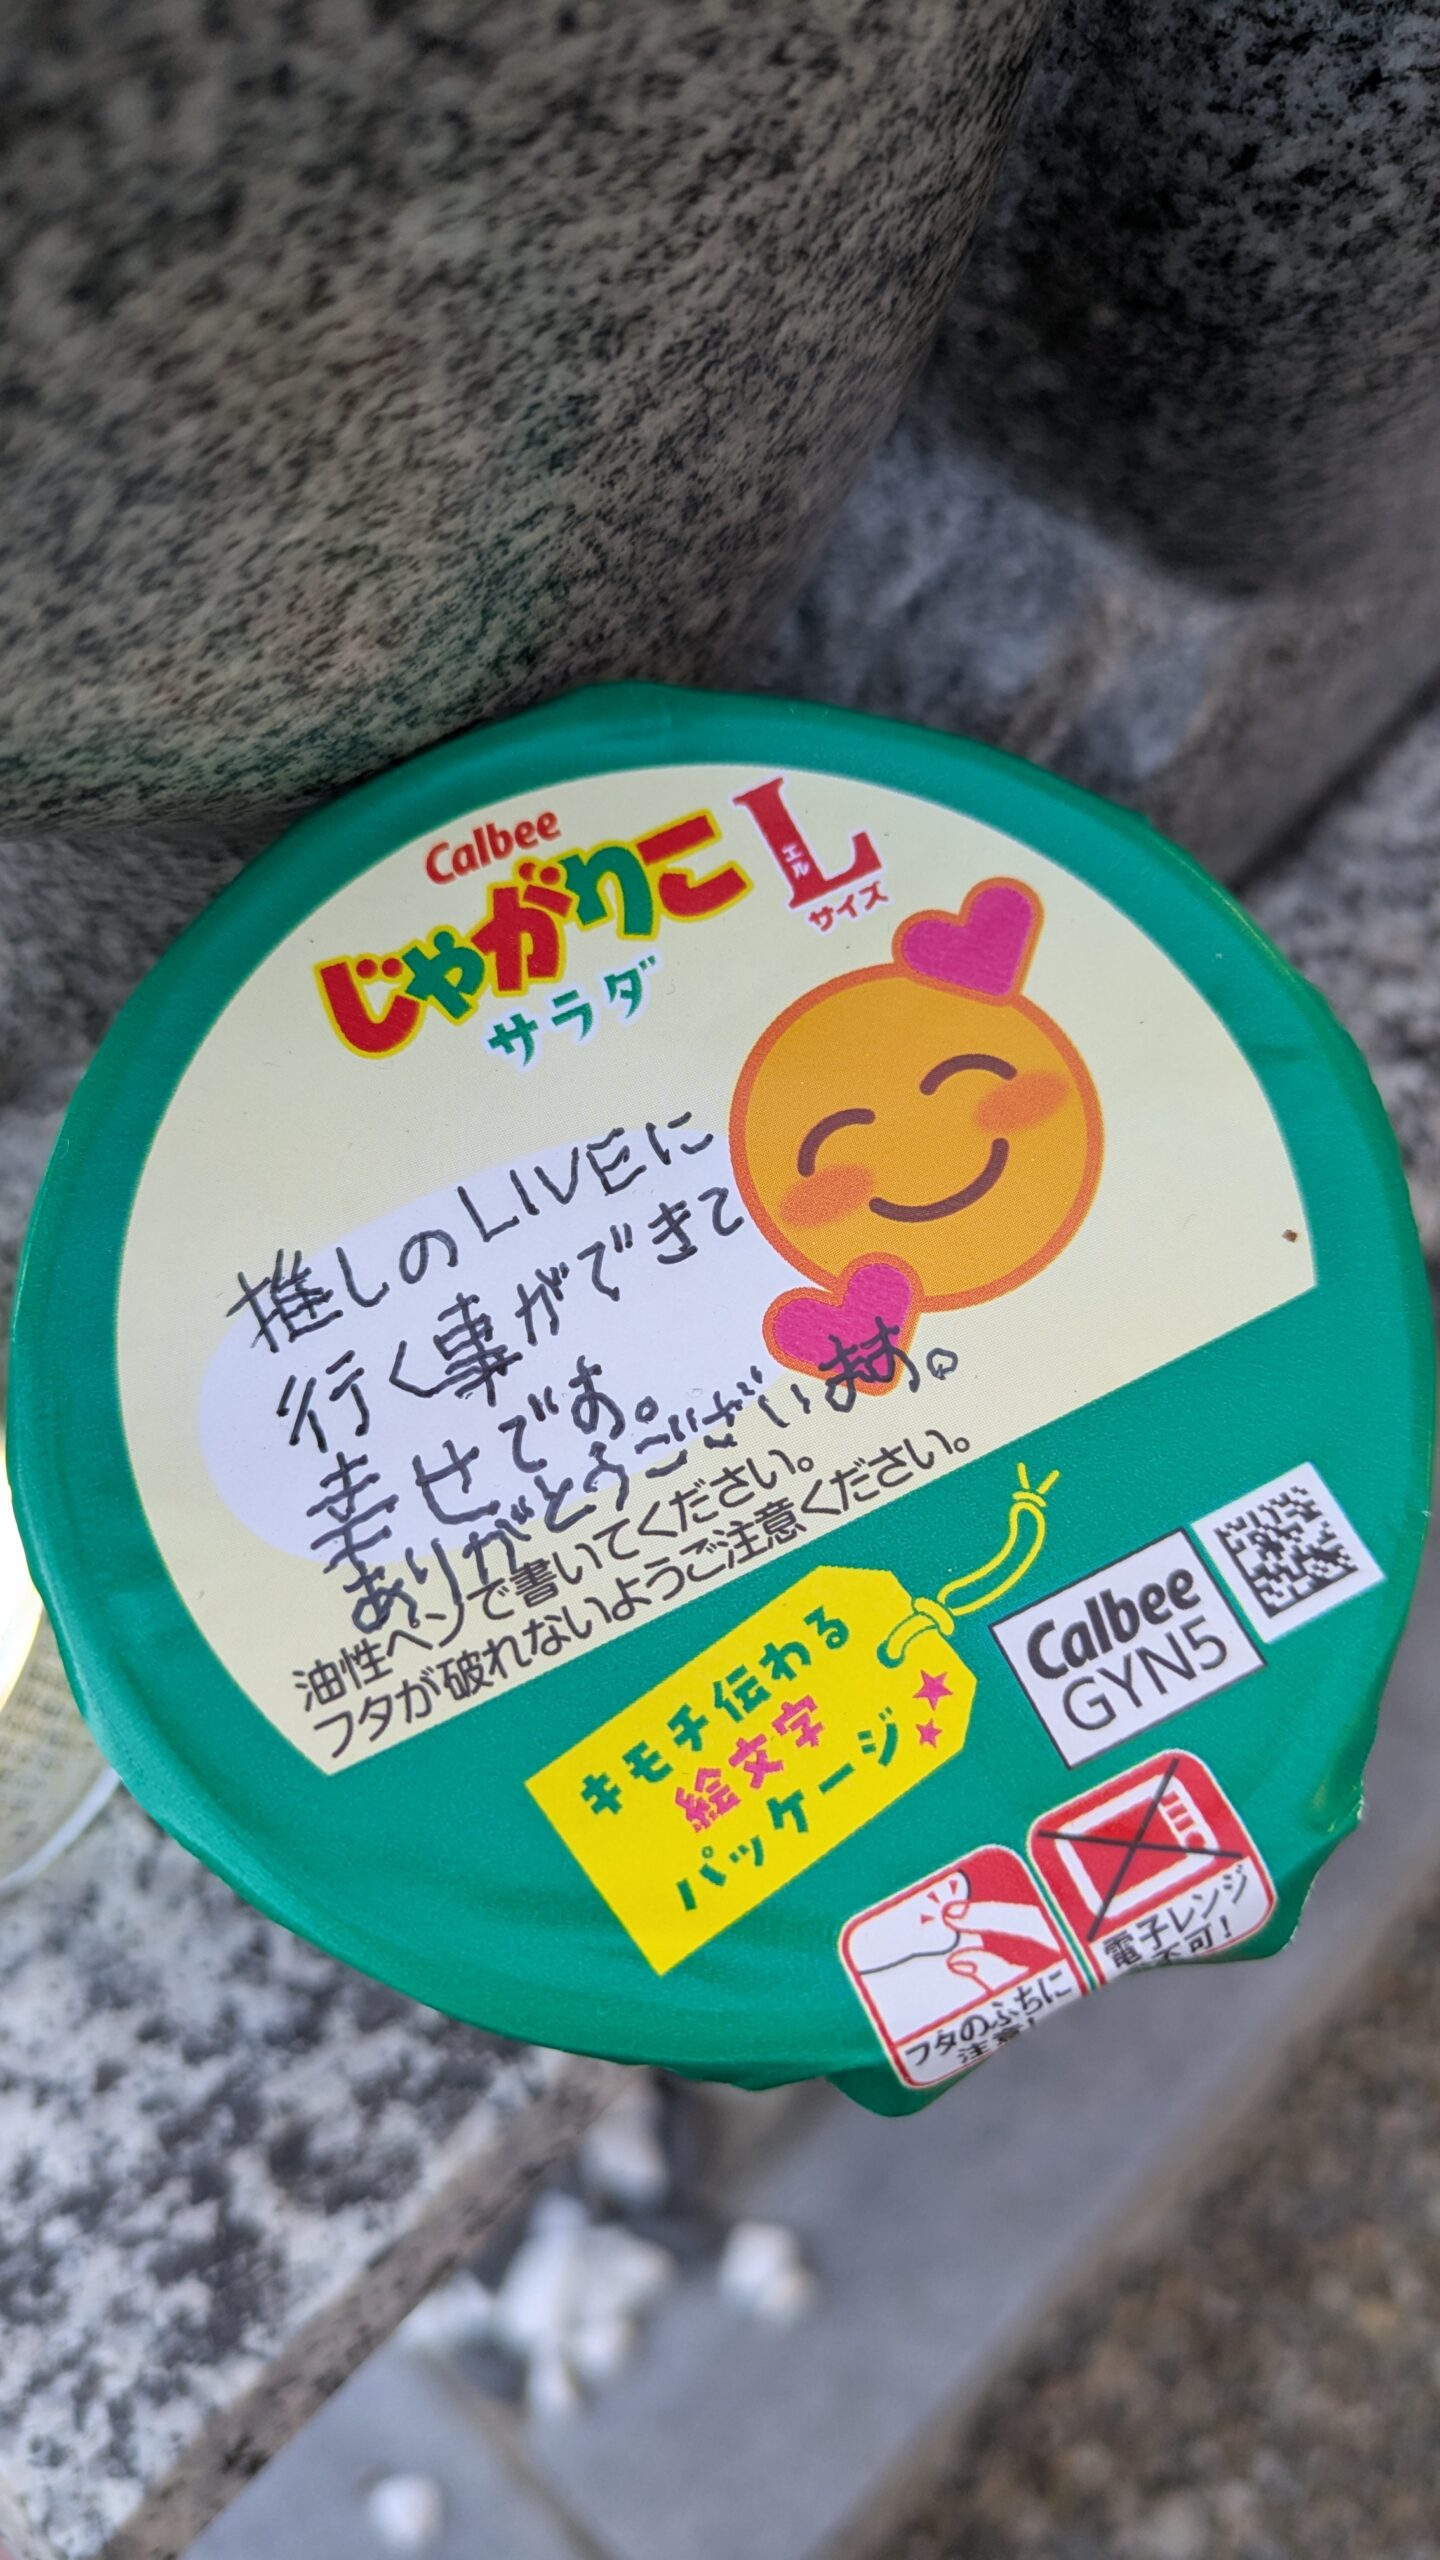 Calbee
じゃがりこ L
エル
サイズ
サラダ
推しのLIVEに
行く事ができて
幸せです。
ありがとうございます。
油性ペンで書いてください。
フタが破れないようご注意ください。
キモチ伝わる
絵文字
パッケージ
Calbee
GYN5
電子レンジ
不可!
フタのふちに
注意!